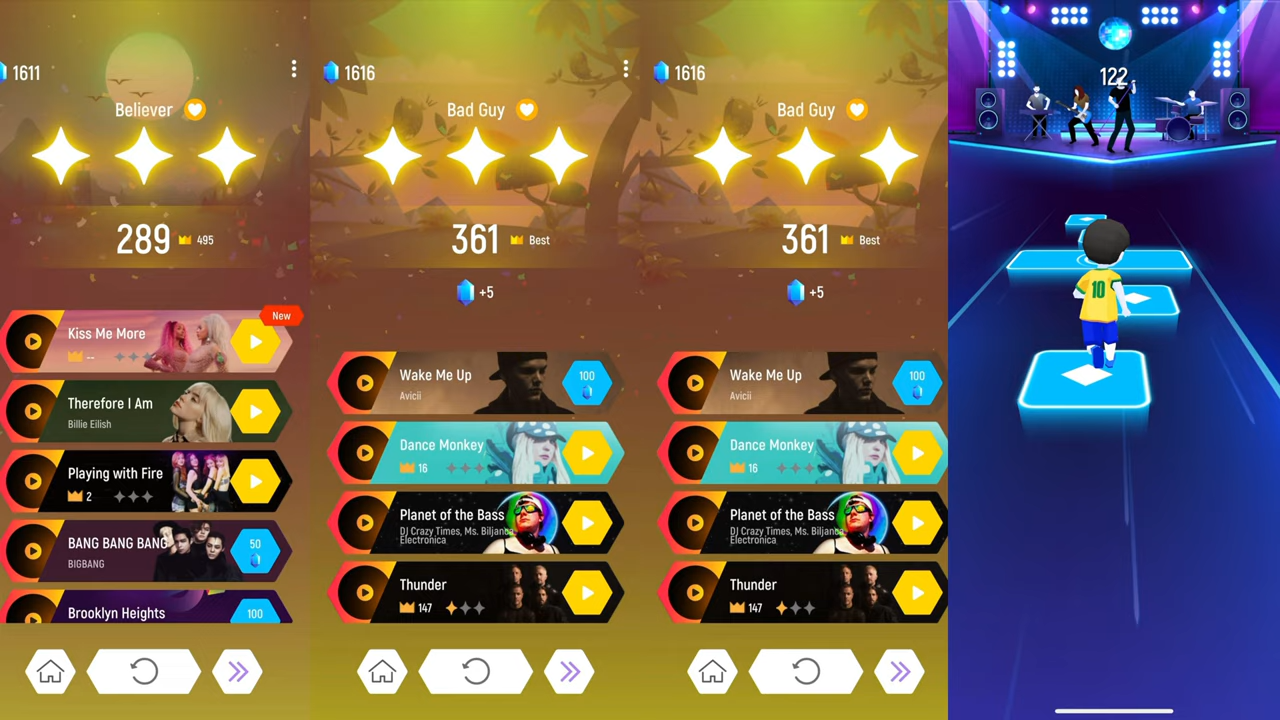 1611
Believer
289 495
New
Kiss Me More
--
Therefore I Am
Billie Eilish
Playing with Fire
2
BANG BANG BANG
BIGBANG
50
Brooklyn Heights
100
1616
Bad Guy
361 Best
+5
Wake Me Up
Avicii
100
Dance Monkey
16
Planet of the Bass
DJ Crazy Times, Ms. Biljana
Electronica
Thunder
147
1616
Bad Guy
361 Best
+5
Wake Me Up
Avicii
100
Dance Monkey
16
Planet of the Bass
DJ Crazy Times, Ms. Biljana
Electronica
Thunder
147
122
10